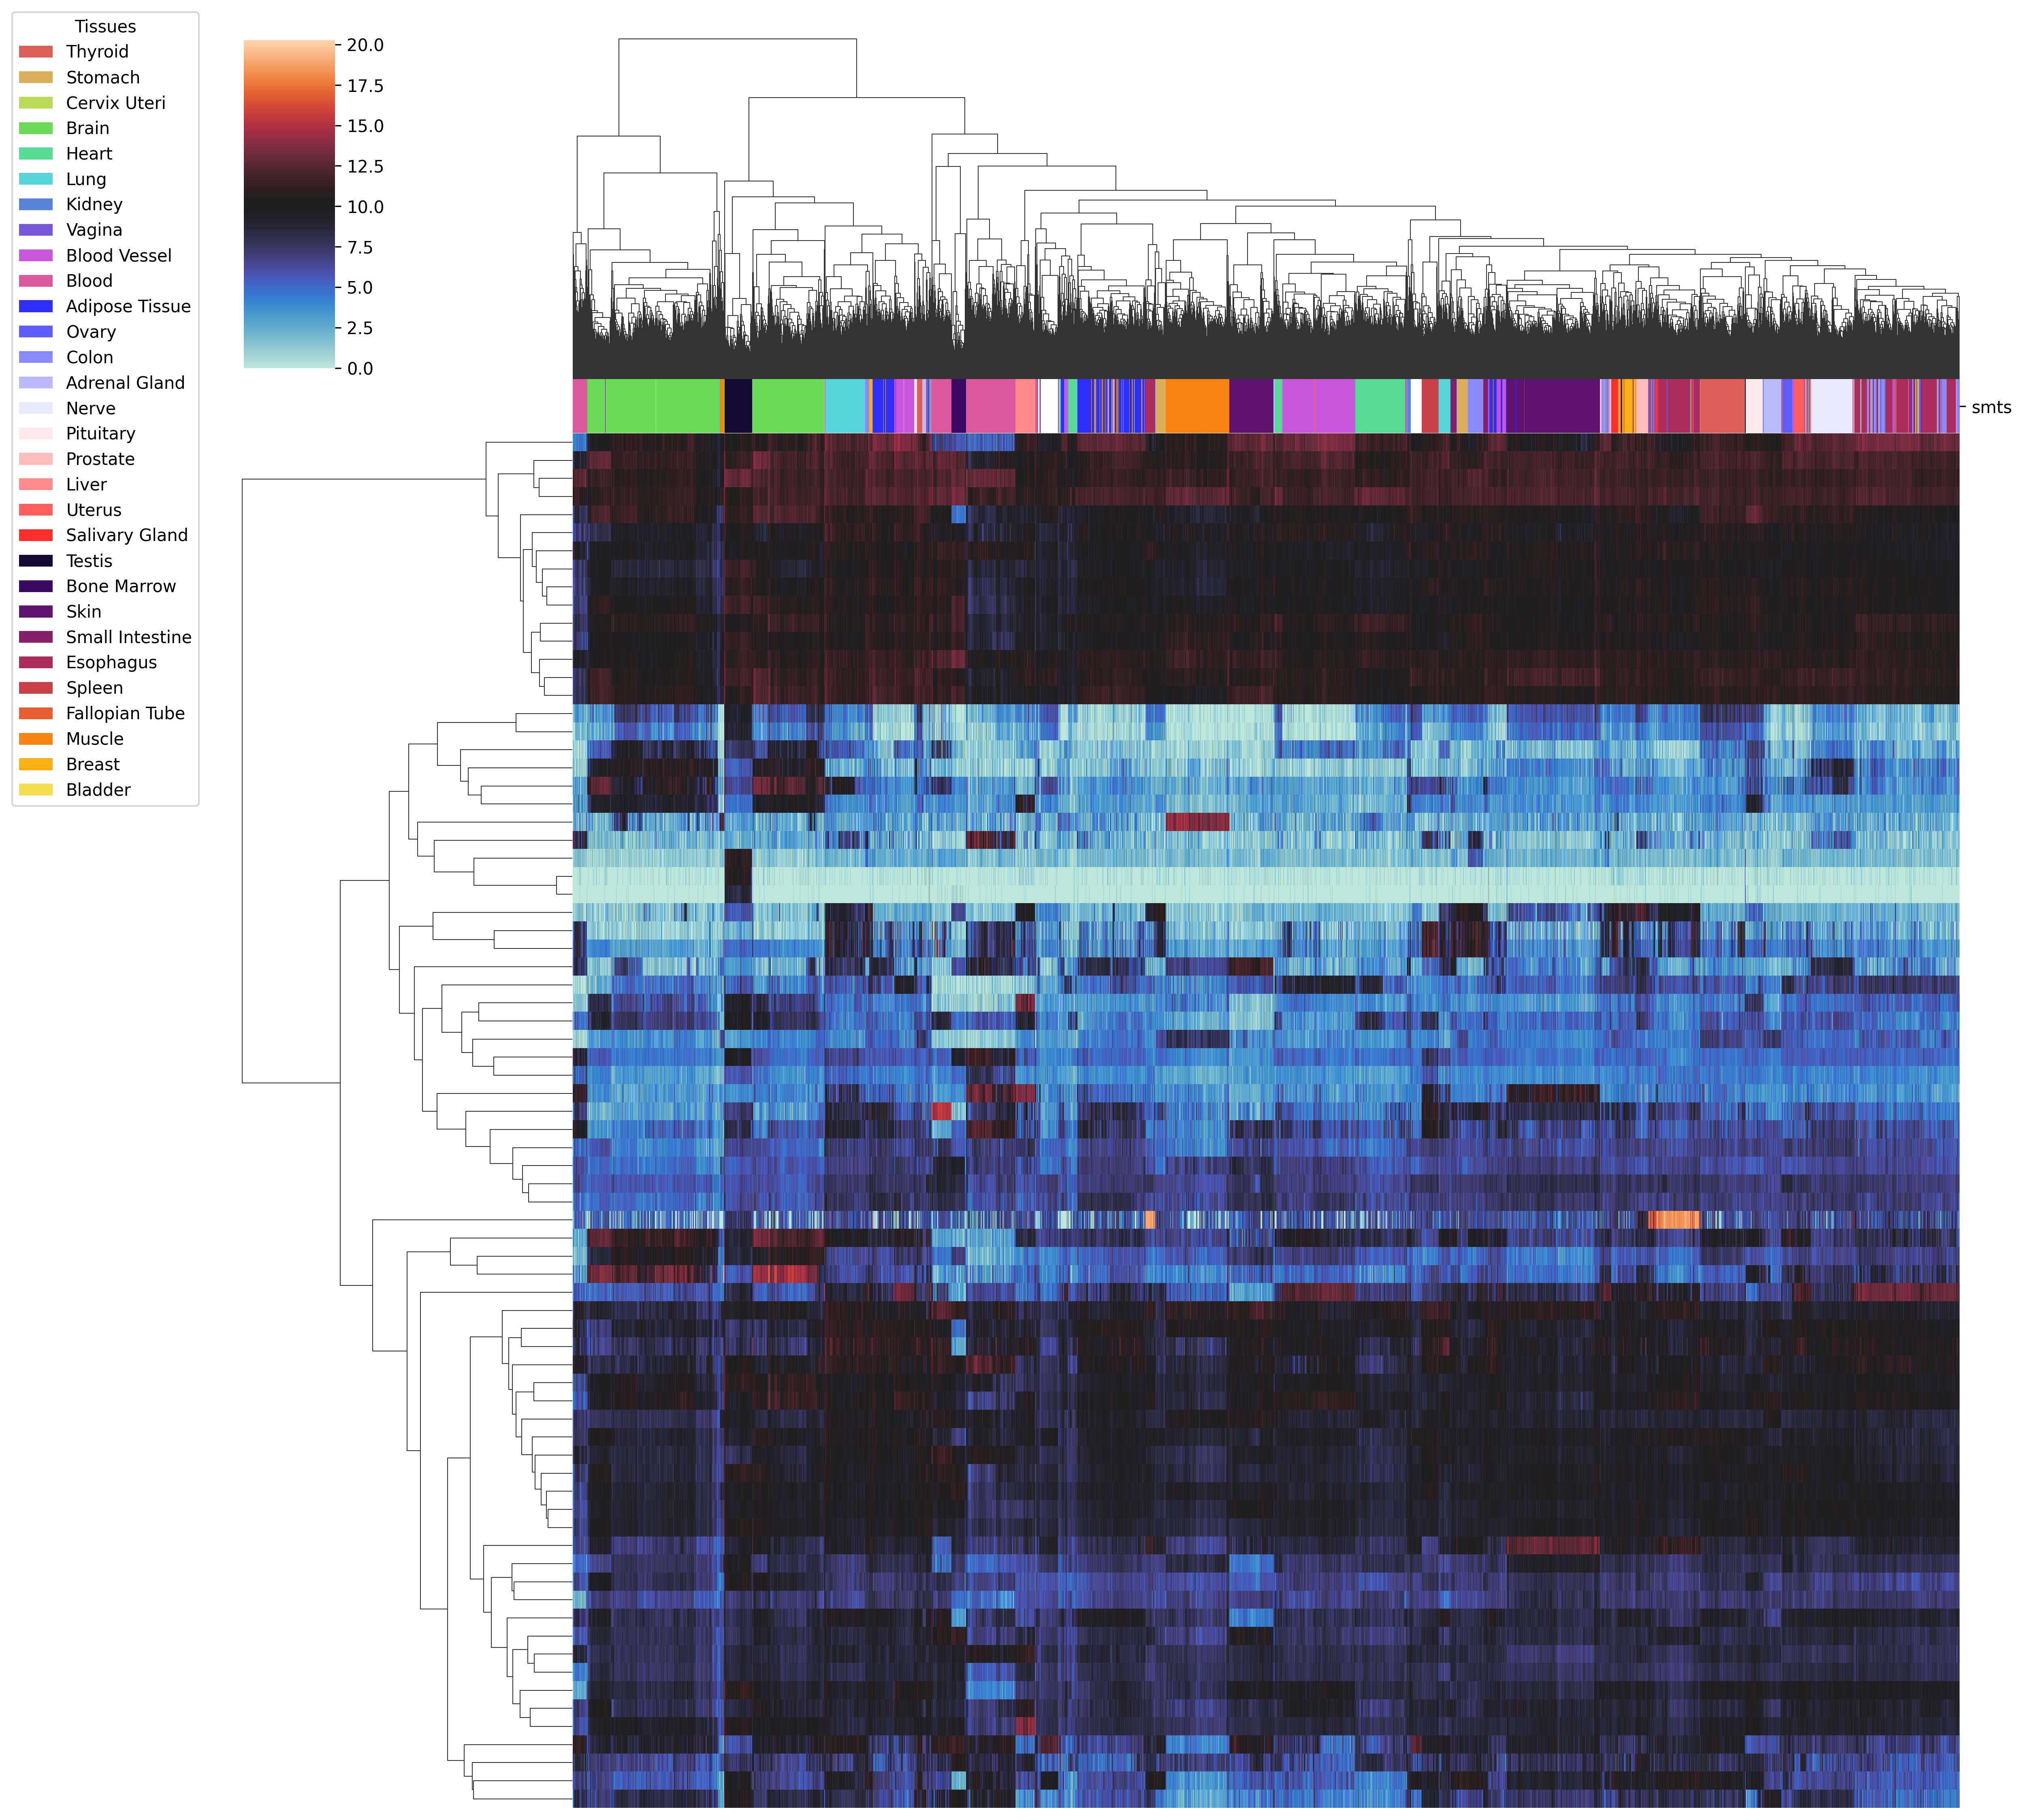 Tissues
Thyroid
Stomach
Cervix Uteri
Brain
Heart
Lung
Kidney
Vagina
Blood Vessel
Blood
Adipose Tissue
Ovary
Colon
Adrenal Gland
Nerve
Pituitary
Prostate
Liver
Uterus
Salivary Gland
Testis
Bone Marrow
Skin
Small Intestine
Esophagus
Spleen
Fallopian Tube
Muscle
Breast
Bladder
20.0
17.5
15.0
12.5
10.0
7.5
5.0
2.5
0.0
smts